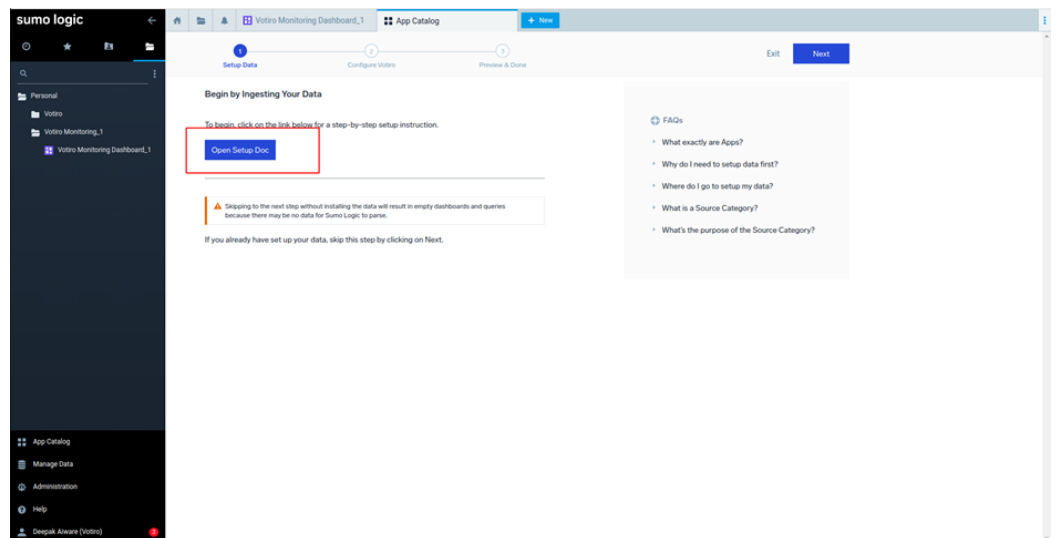 sumo logic
Votiro Monitoring Dashboard_1
App Catalog
+ New
Personal
Votiro
Votiro Monitoring_1
Votiro Monitoring Dashboard_1
App Catalog
Manage Data
Administration
Help
Deepak Aiware (Votiro)
1
2
3
Setup Data
Configure Votiro
Preview & Done
Exit
Next
Begin by Ingesting Your Data
To begin, click on the link below for a step-by-step setup instruction.
Open Setup Doc
Skipping to the next step without installing the data will result in empty dashboards and queries
because there may be no data for Sumo Logic to parse.
If you already have set up your data, skip this step by clicking on Next.
FAQs
What exactly are Apps?
Why do I need to setup data first?
Where do I go to setup my data?
What is a Source Category?
What's the purpose of the Source Category?